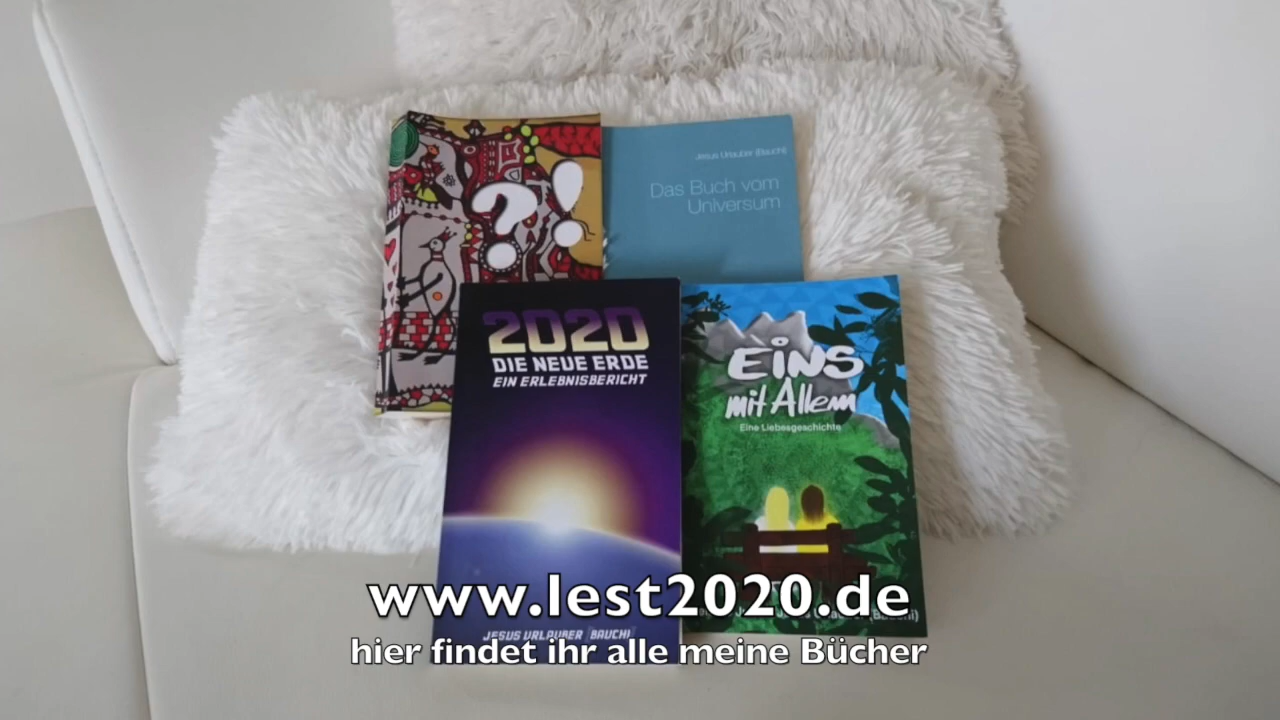 ?!
Jesus Urlauber (Bauchi)
Das Buch vom
Universum
2020
DIE NEUE ERDE
EIN ERLEBNISBERICHT
JESUS URLAUBER (BAUCHI)
EiNS
mit Allem
Eine Liebesgeschichte
(Bauchi)
www.lest2020.de
hier findet ihr alle meine Bücher